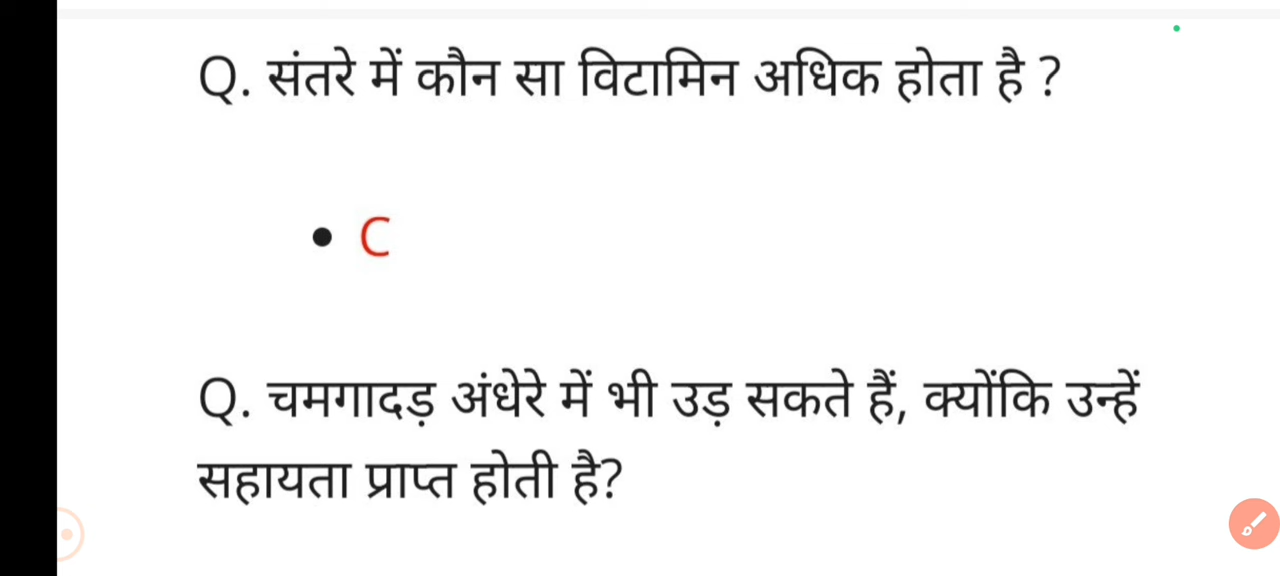 Q. संतरे में कौन सा विटामिन अधिक होता है ?
• C
Q. चमगादड़ अंधेरे में भी उड़ सकते हैं, क्योंकि उन्हें
सहायता प्राप्त होती है?